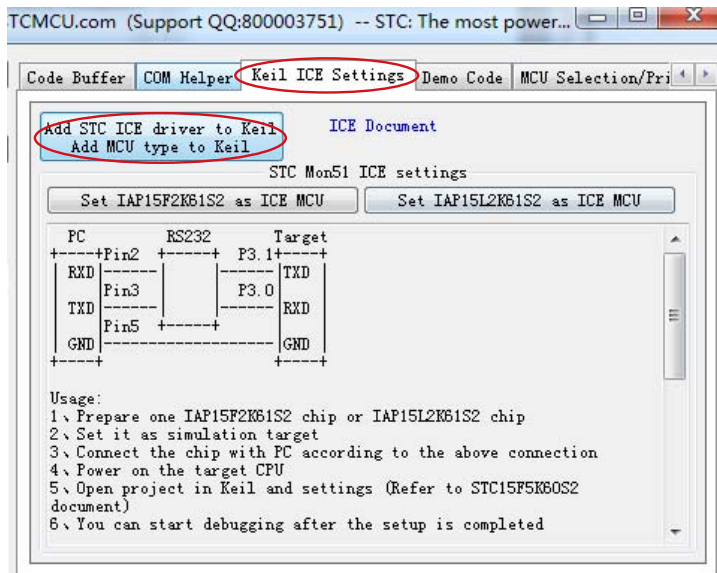 STCMCU.com (Support QQ:800003751) -- STC: The most power...
Code Buffer COM Helper Keil ICE Settings Demo Code MCU Selection/Pri
Add STC ICE driver to Keil
Add MCU type to Keil
ICE Document
STC Mon51 ICE settings
Set IAP15F2K61S2 as ICE MCU Set IAP15L2K61S2 as ICE MCU
PC RS232 Target
+----+Pin2 +-----+ P3.1+----+
| RXD|------| |------|TXD |
| |Pin3 | | P3.0| |
| TXD|------| |------|RXD |
| |Pin5 +-----+ | |
| GND|------------------|GND |
+----+ +----+
Usage:
1、Prepare one IAP15F2K61S2 chip or IAP15L2K61S2 chip
2、Set it as simulation target
3、Connect the chip with PC according to the above connection
4、Power on the target CPU
5、Open project in Keil and settings (Refer to STC15F5K60S2
document)
6、You can start debugging after the setup is completed